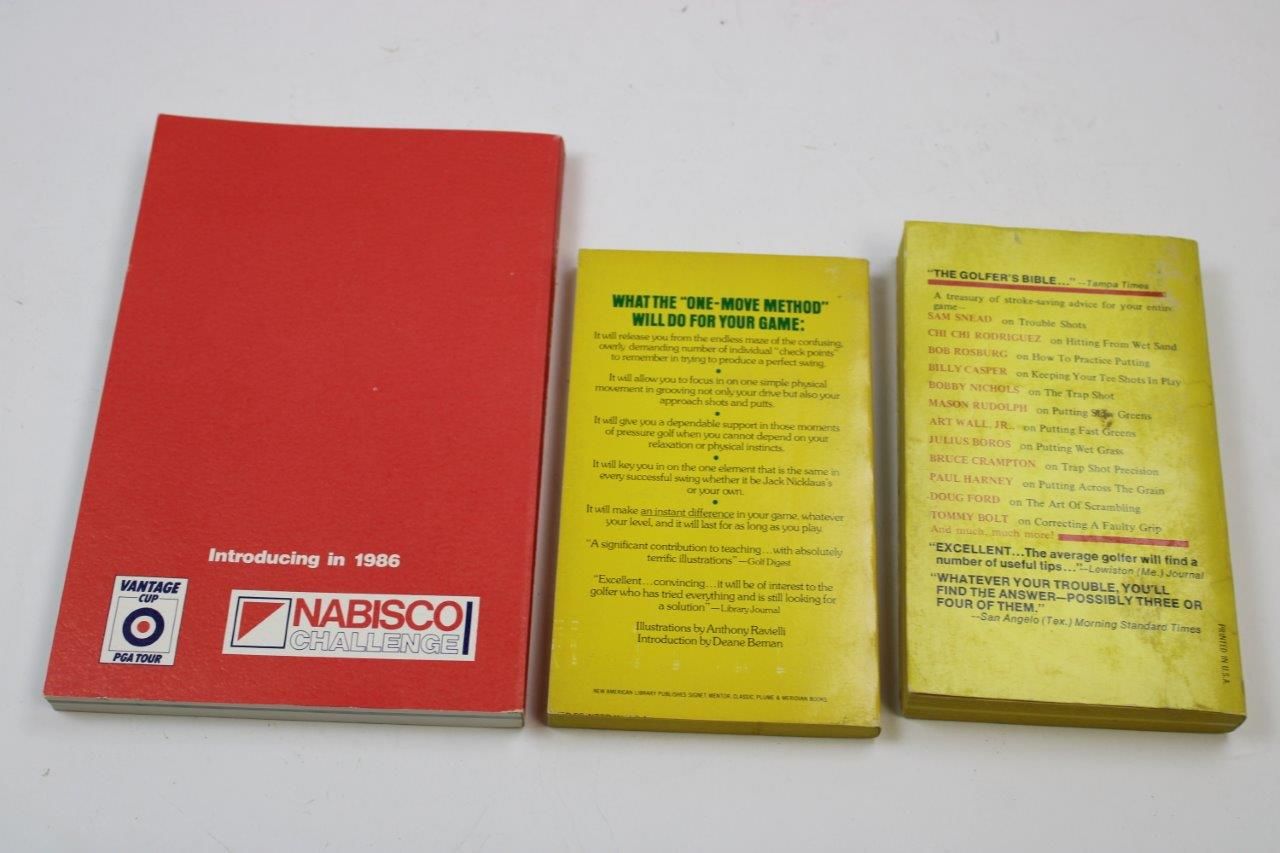 Introducing in 1986
VANTAGE
CUP
PGA TOUR
NABISCO
CHALLENGE
WHAT THE "ONE-MOVE METHOD"
WILL DO FOR YOUR GAME:
It will release you from the endless maze of the confusing,
overly demanding number of individual "check points"
to remember in trying to produce a perfect swing.
•
It will allow you to focus in on one simple physical
movement in grooving not only your drive but also your
approach shots and putts.
•
It will give you a dependable support in those moments
of pressure golf when you cannot depend on your
relaxation or physical instincts.
•
It will key you in on the one element that is the same in
every successful swing whether it be Jack Nicklaus's
or your own.
•
It will make an instant difference in your game, whatever
your level, and it will last for as long as you play.
"A significant contribution to teaching...with absolutely
terrific illustrations" —Golf Digest
"Excellent...convincing...it will be of interest to the
golfer who has tried everything and is still looking for
a solution" —Library Journal
Illustrations by Anthony Ravielli
Introduction by Deane Beman
NEW AMERICAN LIBRARY PUBLISHES SIGNET, MENTOR, CLASSIC, PLUME & MERIDIAN BOOKS
"THE GOLFER'S BIBLE..." --Tampa Times
A treasury of stroke-saving advice for your entire
game—
SAM SNEAD on Trouble Shots
CHI CHI RODRIGUEZ on Hitting From Wet Sand
BOB ROSBURG on How To Practice Putting
BILLY CASPER on Keeping Your Tee Shots In Play
BOBBY NICHOLS on The Trap Shot
MASON RUDOLPH on Putting Slow Greens
ART WALL, JR., on Putting Fast Greens
JULIUS BOROS on Putting Wet Grass
BRUCE CRAMPTON on Trap Shot Precision
PAUL HARNEY on Putting Across The Grain
DOUG FORD on The Art Of Scrambling
TOMMY BOLT on Correcting A Faulty Grip
And much, much more!
"EXCELLENT...The average golfer will find a
number of useful tips..."--Lewiston (Me.) Journal
"WHATEVER YOUR TROUBLE, YOU'LL
FIND THE ANSWER—POSSIBLY THREE OR
FOUR OF THEM."
--San Angelo (Tex.) Morning Standard Times
PRINTED IN U.S.A.